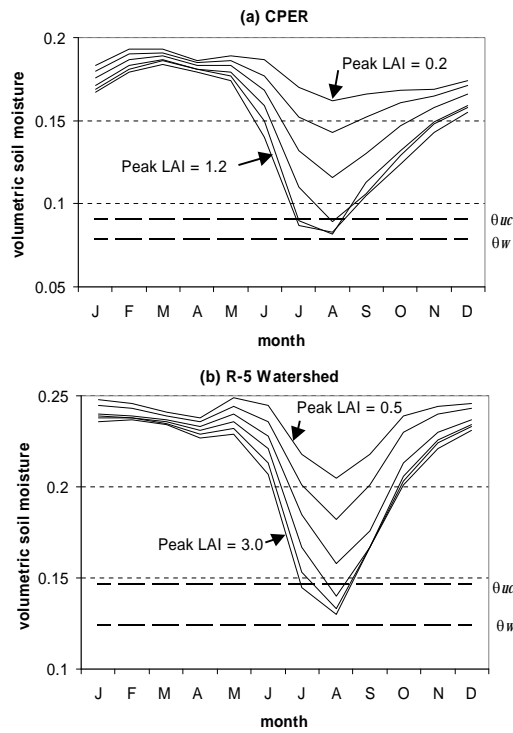 (a) CPER
0.2
0.15
0.1
0.05
volumetric soil moisture
Peak LAI = 0.2
Peak LAI = 1.2
θuc
θw
J F M A M J J A S O N D
month
(b) R-5 Watershed
0.25
0.2
0.15
0.1
volumetric soil moisture
Peak LAI = 0.5
Peak LAI = 3.0
θuc
θw
J F M A M J J A S O N D
month